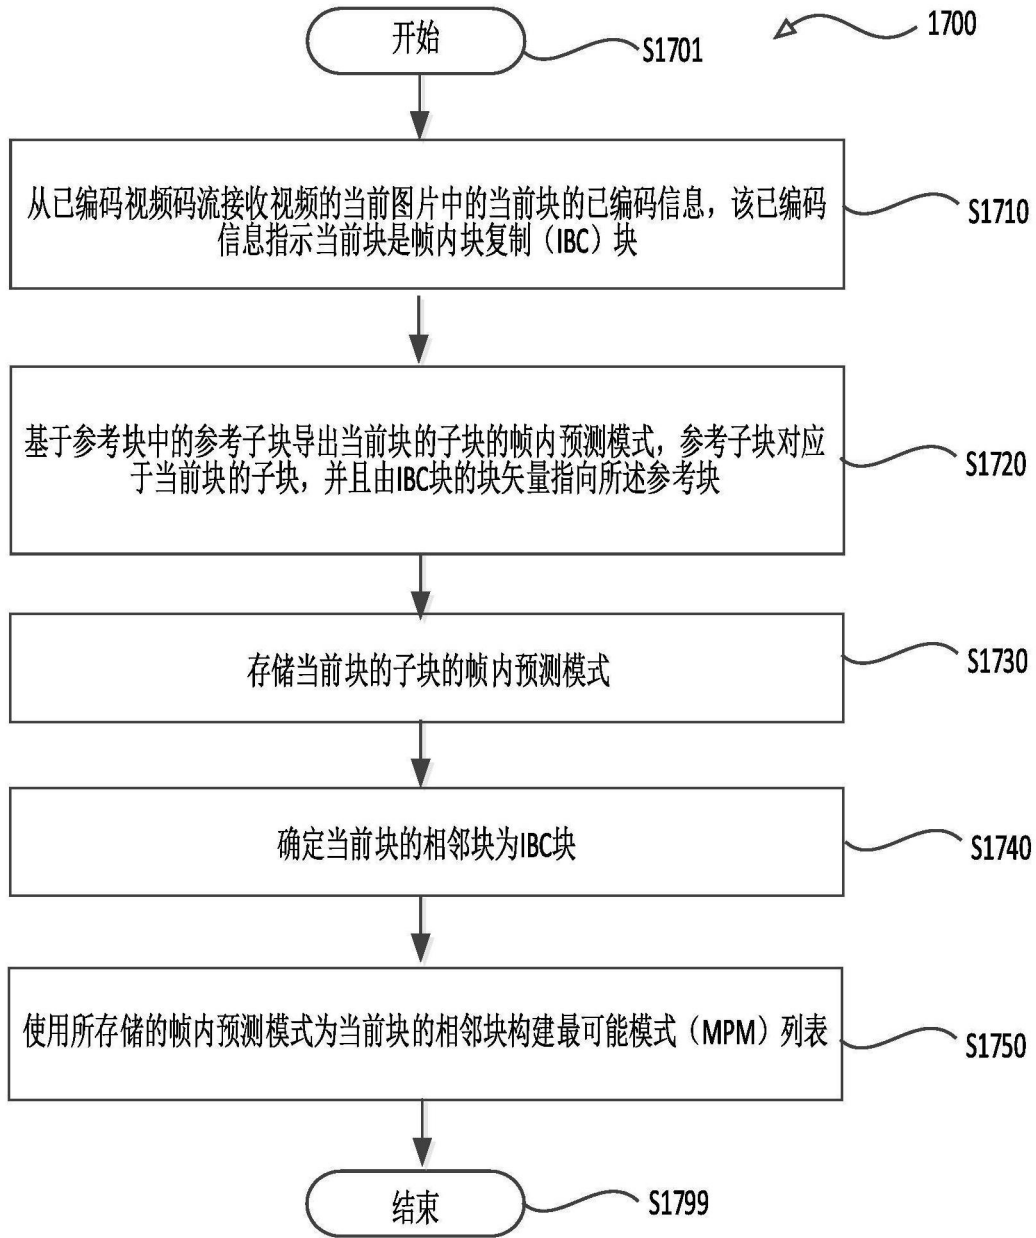 1700
开始
S1701
从已编码视频码流接收视频的当前图片中的当前块的已编码信息，该已编码
信息指示当前块是帧内块复制（IBC）块
S1710
基于参考块中的参考子块导出当前块的子块的帧内预测模式，参考子块对应
于当前块的子块，并且由IBC块的块矢量指向所述参考块
S1720
存储当前块的子块的帧内预测模式
S1730
确定当前块的相邻块为IBC块
S1740
使用所存储的帧内预测模式为当前块的相邻块构建最可能模式（MPM）列表
S1750
结束
S1799